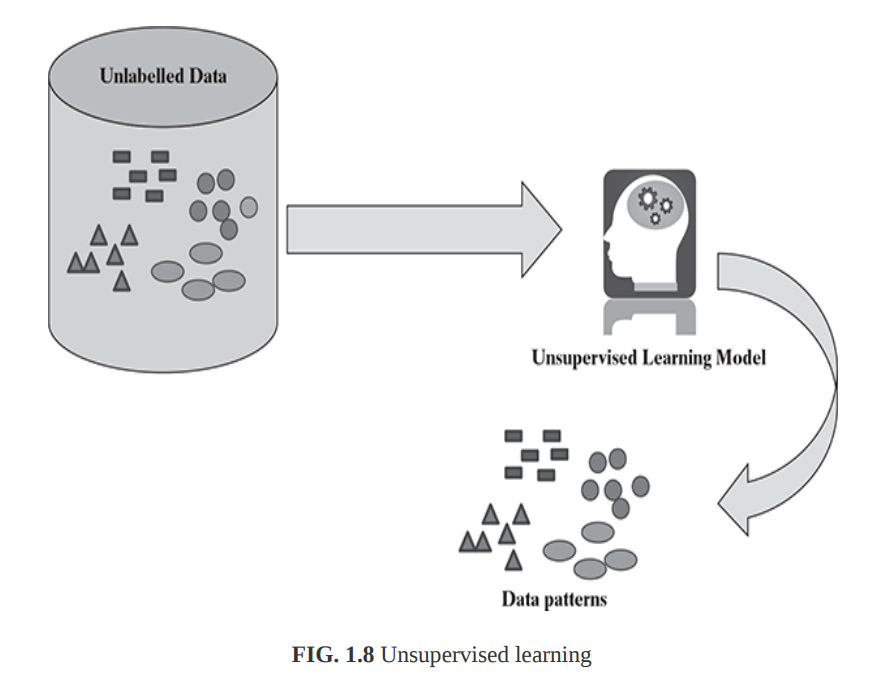 Unlabelled Data
Unsupervised Learning Model
Data patterns
FIG. 1.8 Unsupervised learning